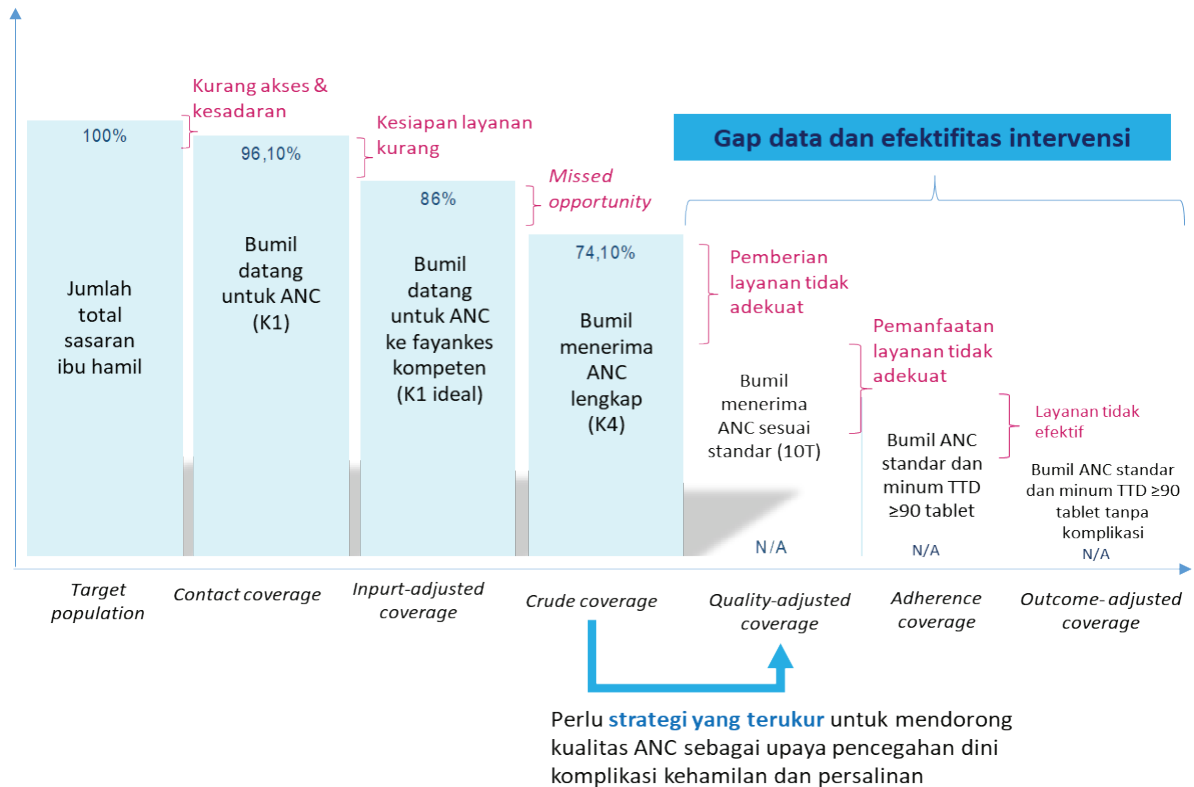 Kurang akses &
kesadaran
Kesiapan layanan
kurang
Missed
opportunity
Gap data dan efektifitas intervensi
100%
96,10%
86%
74,10%
Jumlah
total
sasaran
ibu hamil
Bumil
datang
untuk ANC
(K1)
Bumil
datang
untuk ANC
ke fayankes
kompeten
(K1 ideal)
Bumil
menerima
ANC
lengkap
(K4)
Pemberian
layanan tidak
adekuat
Bumil
menerima
ANC sesuai
standar (10T)
N/A
Pemanfaatan
layanan tidak
adekuat
Bumil ANC
standar dan
minum TTD
≥90 tablet
N/A
Layanan tidak
efektif
Bumil ANC standar
dan minum TTD ≥90
tablet tanpa
komplikasi
N/A
Target
population
Contact coverage
Inpurt-adjusted
coverage
Crude coverage
Quality-adjusted
coverage
Adherence
coverage
Outcome- adjusted
coverage
Perlu strategi yang terukur untuk mendorong
kualitas ANC sebagai upaya pencegahan dini
komplikasi kehamilan dan persalinan